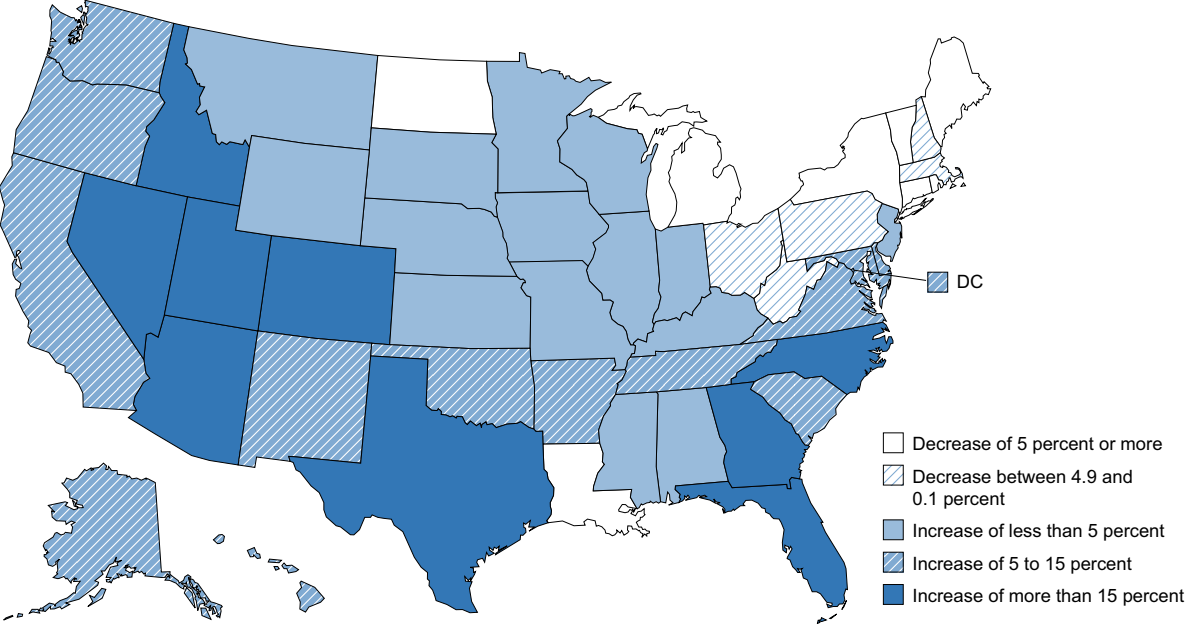 DC
Decrease of 5 percent or more
Decrease between 4.9 and
0.1 percent
Increase of less than 5 percent
Increase of 5 to 15 percent
Increase of more than 15 percent